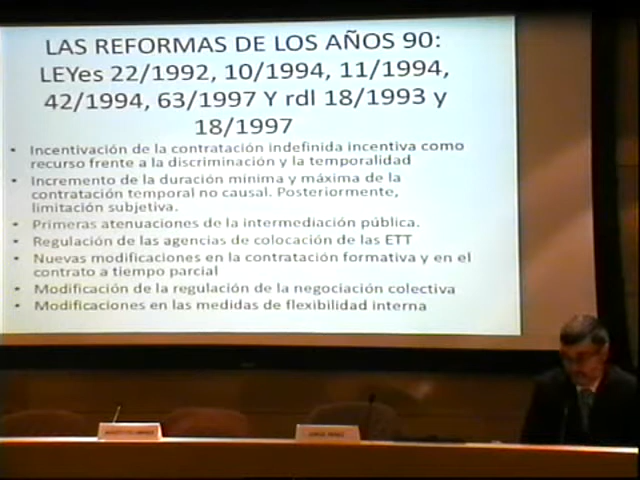 LAS REFORMAS DE LOS AÑOS 90:
LEYes 22/1992, 10/1994, 11/1994,
42/1994, 63/1997 Y rdl 18/1993 y
18/1997
• Incentivación de la contratación indefinida incentiva como
recurso frente a la discriminación y la temporalidad
• Incremento de la duración mínima y máxima de la
contratación temporal no causal. Posteriormente,
limitación subjetiva.
• Primeras atenuaciones de la intermediación pública.
• Regulación de las agencias de colocación de las ETT
• Nuevas modificaciones en la contratación formativa y en el
contrato a tiempo parcial
• Modificación de la regulación de la negociación colectiva
• Modificaciones en las medidas de flexibilidad interna